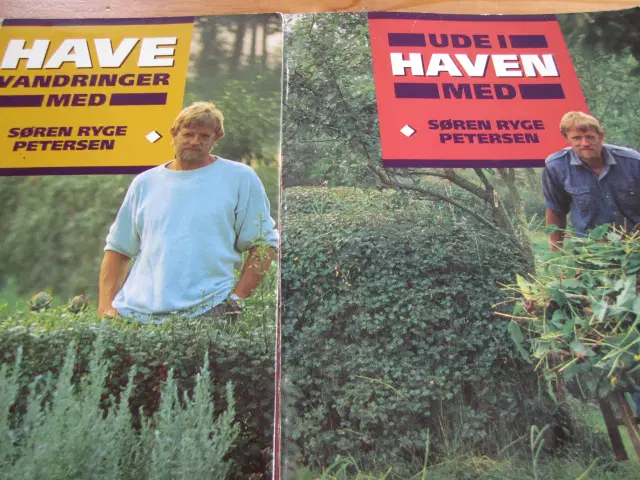 HAVE
VANDRINGER
MED
SØREN RYGE
PETERSEN
UDE I
HAVEN
MED
SØREN RYGE
PETERSEN